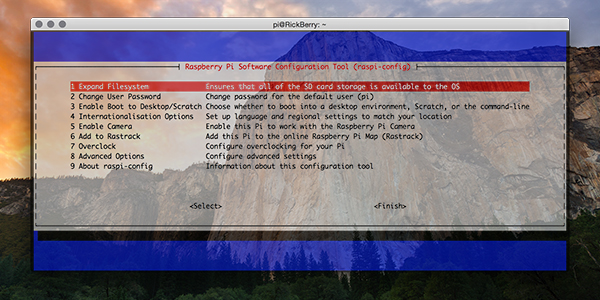 pi@RickBerry: ~
Raspberry Pi Software Configuration Tool (raspi-config)
1 Expand Filesystem Ensures that all of the SD card storage is available to the OS
2 Change User Password Change password for the default user (pi)
3 Enable Boot to Desktop/Scratch Choose whether to boot into a desktop environment, Scratch, or the command-line
4 Internationalisation Options Set up language and regional settings to match your location
5 Enable Camera Enable this Pi to work with the Raspberry Pi Camera
6 Add to Rastrack Add this Pi to the online Raspberry Pi Map (Rastrack)
7 Overclock Configure overclocking for your Pi
8 Advanced Options Configure advanced settings
9 About raspi-config Information about this configuration tool
<Select> <Finish>